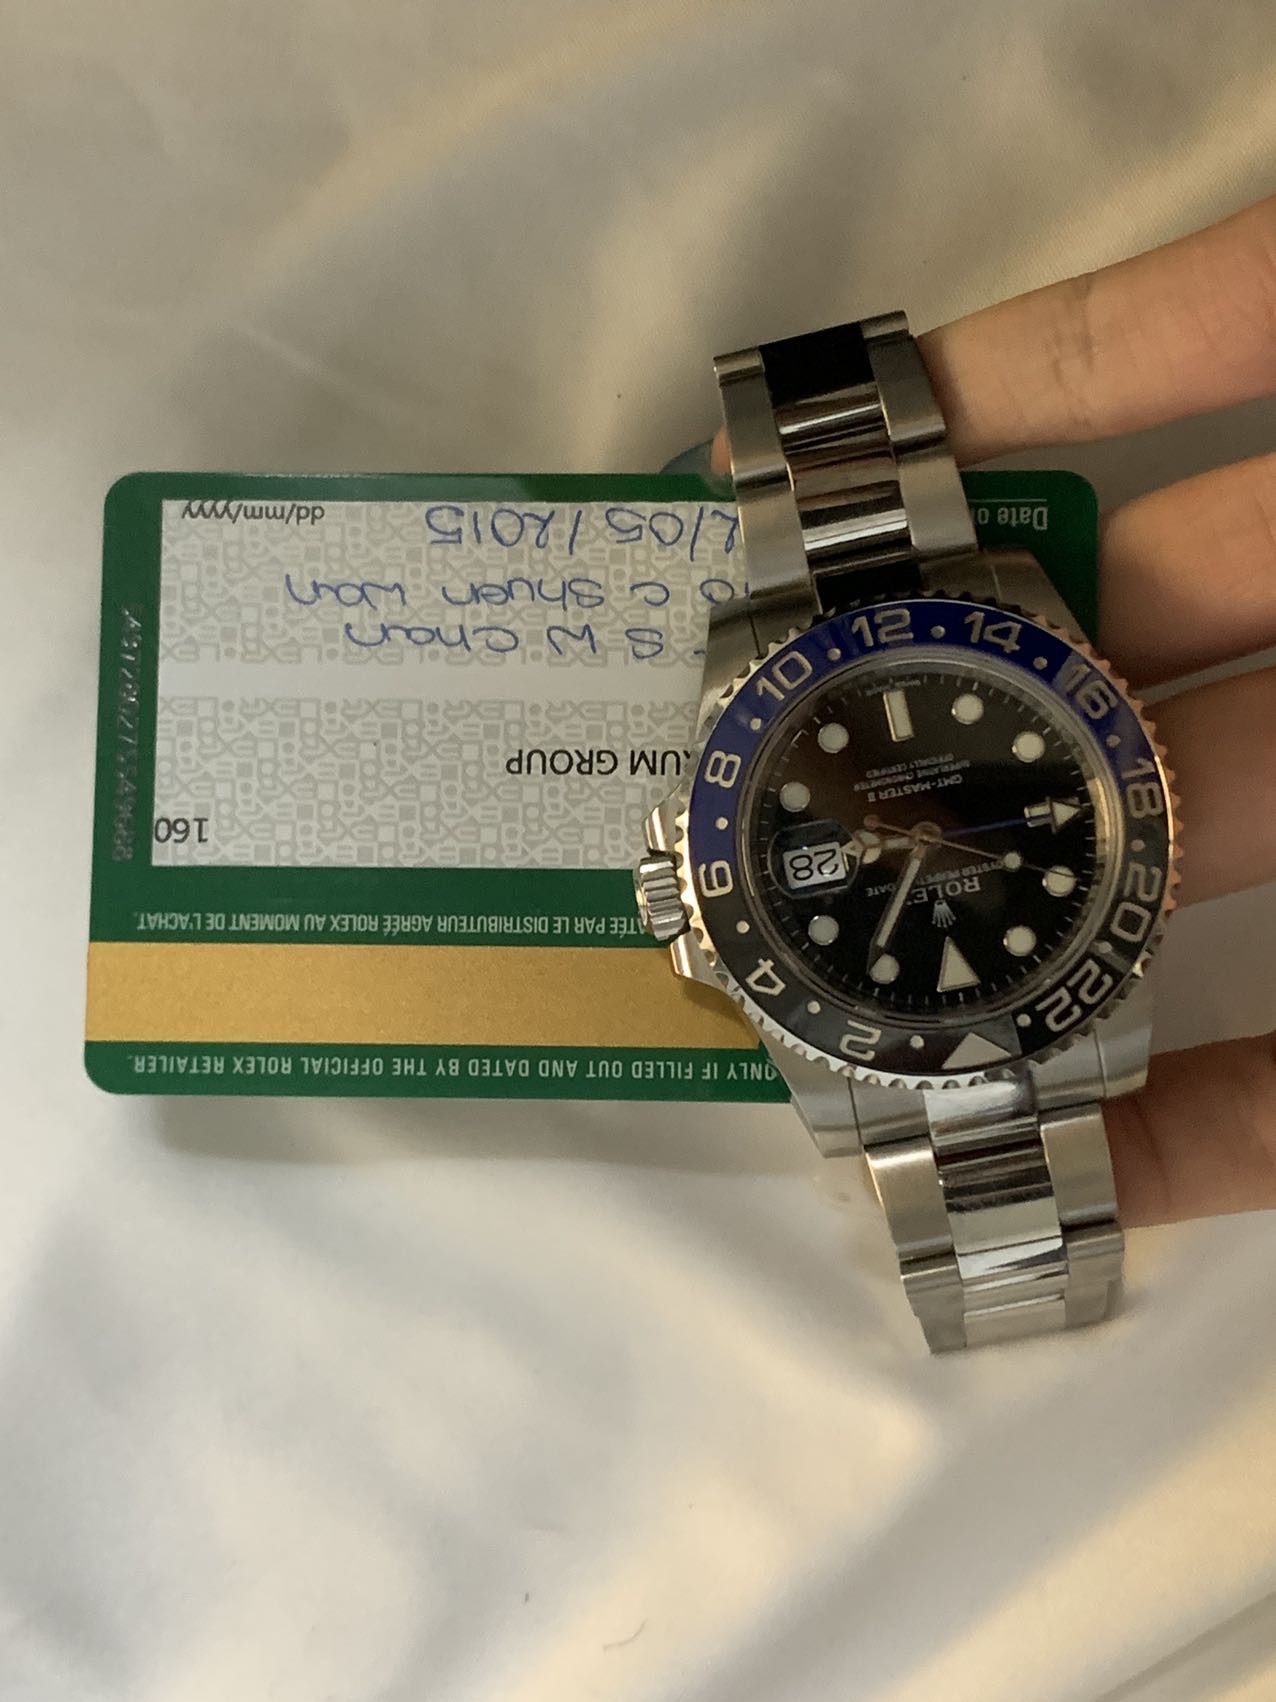 ONLY IF FILLED OUT AND DATED BY THE OFFICIAL ROLEX RETAILER.
PAR LE DISTRIBUTEUR AGRÉÉ ROLEX AU MOMENT DE L'ACHAT.
160
GROUP
S W Chan
C Shuen Wan
/05/2015
Date
dd/mm/yyyy
ROLEX
OYSTER PERPETUAL DATE
28
GMT-MASTER II
SUPERLATIVE CHRONOMETER
OFFICIALLY CERTIFIED
2
4
6
8
10
12
14
16
18
20
22